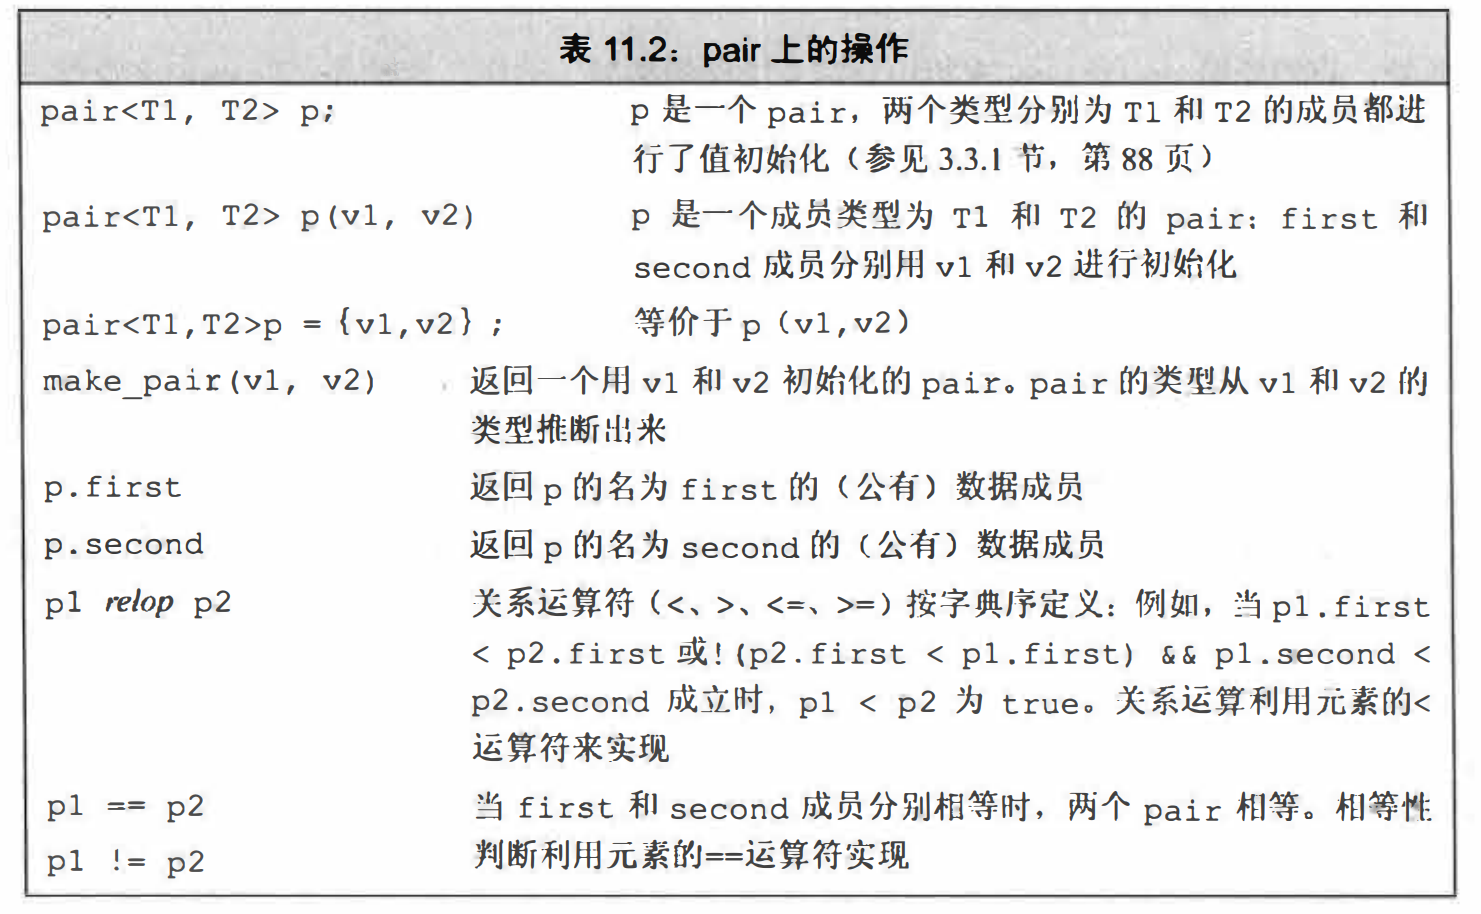 表 11.2：pair 上的操作
pair<T1, T2> p;
p 是一个 pair，两个类型分别为 T1 和 T2 的成员都进
行了值初始化（参见 3.3.1 节，第 88 页）
pair<T1, T2> p(v1, v2)
p 是一个成员类型为 T1 和 T2 的 pair；first 和
second 成员分别用 v1 和 v2 进行初始化
pair<T1,T2>p = {v1,v2} ;
等价于 p（v1,v2）
make_pair(v1, v2)
返回一个用 v1 和 v2 初始化的 pair。pair 的类型从 v1 和 v2 的
类型推断出来
p.first
返回 p 的名为 first 的（公有）数据成员
p.second
返回 p 的名为 second 的（公有）数据成员
p1 relop p2
关系运算符（<、>、<=、>=）按字典序定义：例如，当 p1.first
< p2.first 或!(p2.first < p1.first) && p1.second <
p2.second 成立时，p1 < p2 为 true。关系运算利用元素的<
运算符来实现
p1 == p2
当 first 和 second 成员分别相等时，两个 pair 相等。相等性
p1 != p2
判断利用元素的==运算符实现